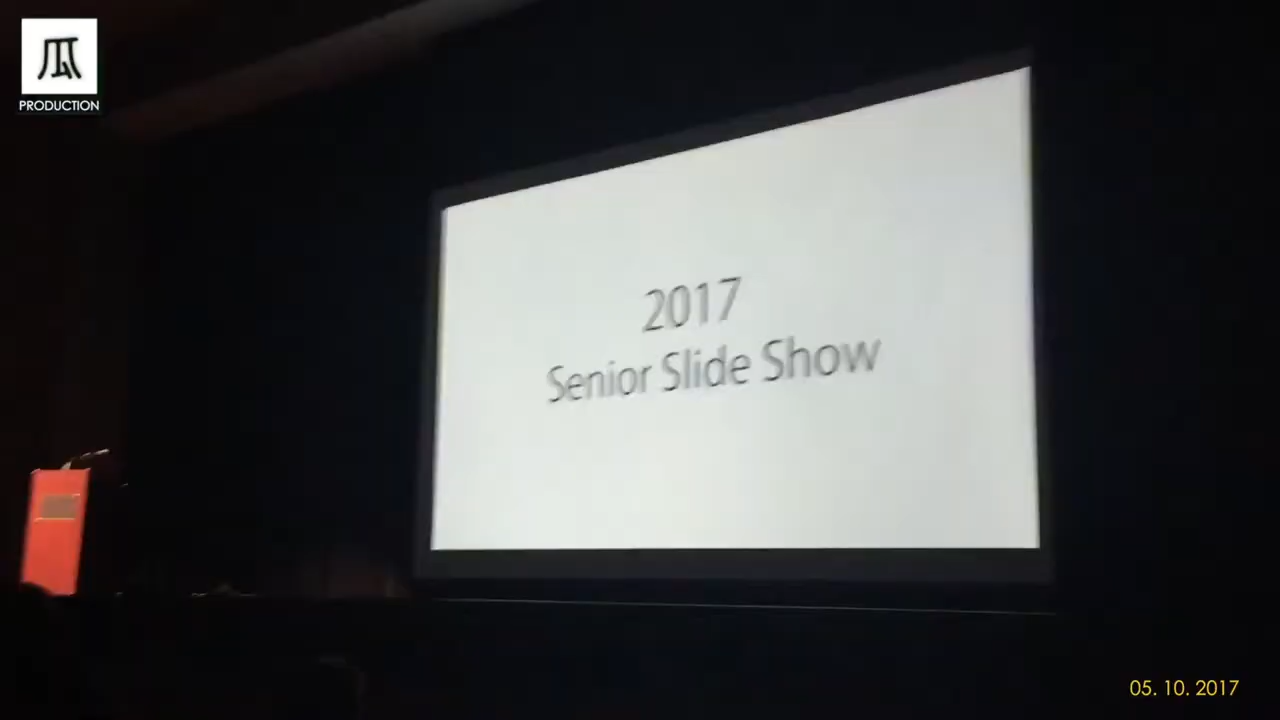 瓜
PRODUCTION
2017
Senior Slide Show
05. 10. 2017